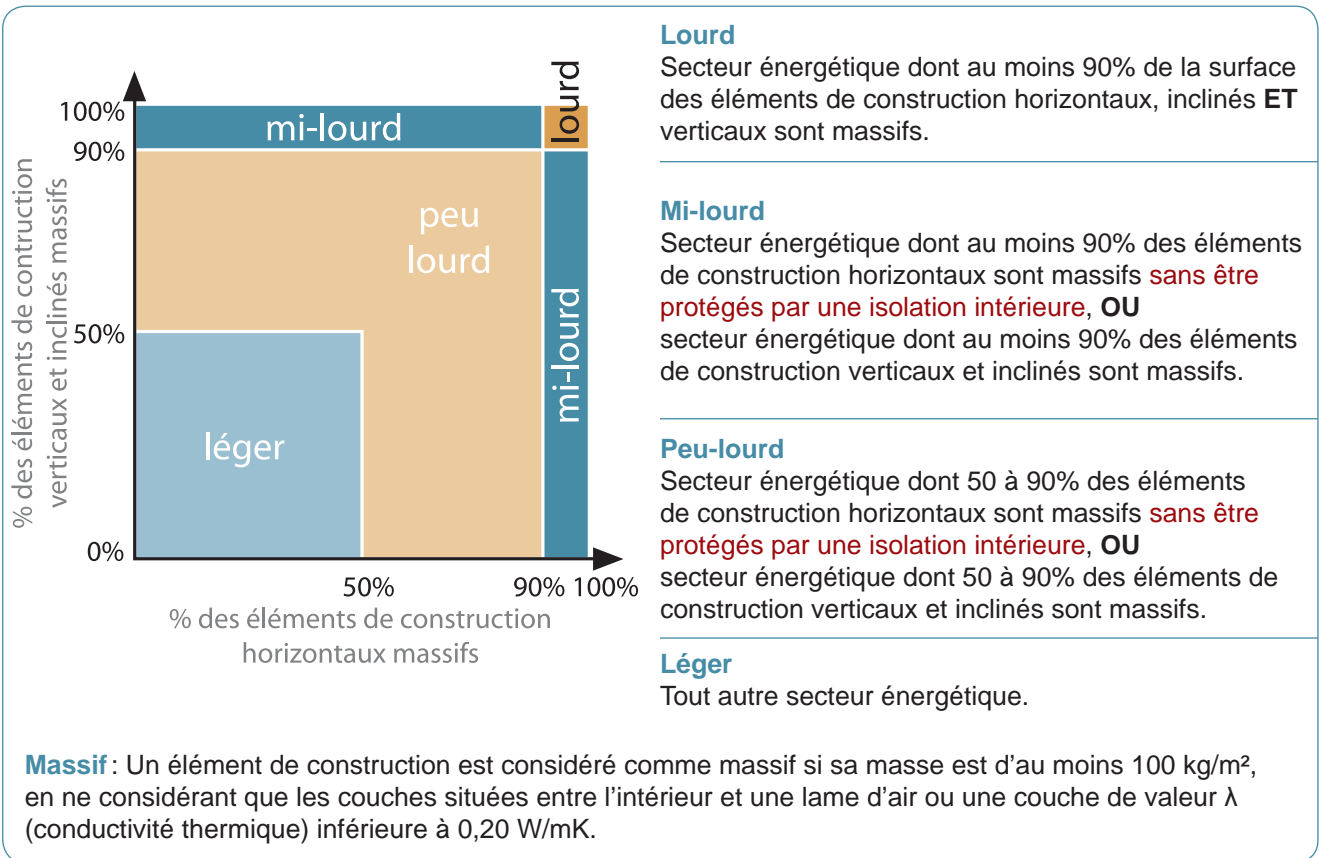 100%
90%
50%
0%
% des éléments de contruction
verticaux et inclinés massifs
mi-lourd
lourd
peu
lourd
mi-lourd
léger
50%
90% 100%
% des éléments de construction
horizontaux massifs
Lourd
Secteur énergétique dont au moins 90% de la surface
des éléments de construction horizontaux, inclinés ET
verticaux sont massifs.
Mi-lourd
Secteur énergétique dont au moins 90% des éléments
de construction horizontaux sont massifs sans être
protégés par une isolation intérieure, OU
secteur énergétique dont au moins 90% des éléments
de construction verticaux et inclinés sont massifs.
Peu-lourd
Secteur énergétique dont 50 à 90% des éléments
de construction horizontaux sont massifs sans être
protégés par une isolation intérieure, OU
secteur énergétique dont 50 à 90% des éléments de
construction verticaux et inclinés sont massifs.
Léger
Tout autre secteur énergétique.
Massif : Un élément de construction est considéré comme massif si sa masse est d'au moins 100 kg/m²,
en ne considérant que les couches situées entre l'intérieur et une lame d'air ou une couche de valeur λ
(conductivité thermique) inférieure à 0,20 W/mK.